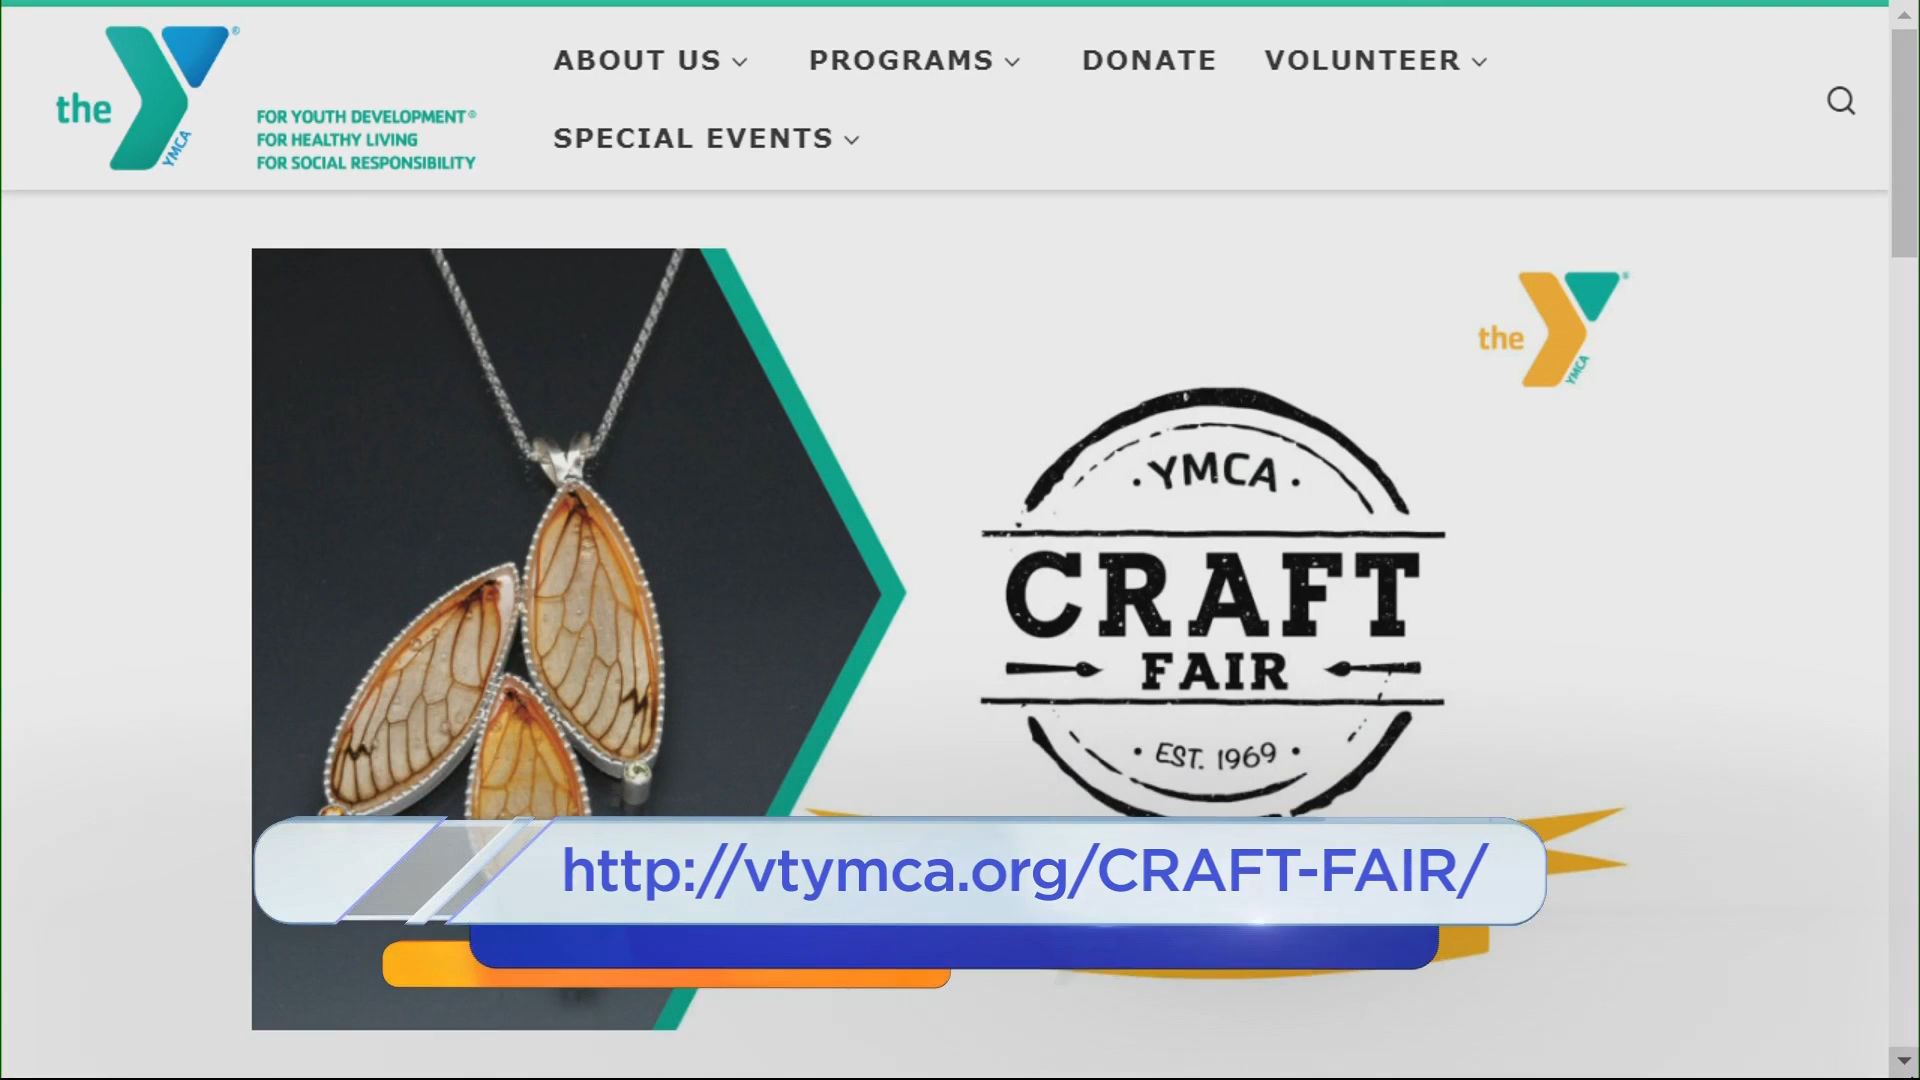 the
YMCA
FOR YOUTH DEVELOPMENT®
FOR HEALTHY LIVING
FOR SOCIAL RESPONSIBILITY
ABOUT US
PROGRAMS
DONATE
VOLUNTEER
SPECIAL EVENTS
the
YMCA
· YMCA ·
CRAFT
FAIR
• EST. 1969 •
http://vtymca.org/CRAFT-FAIR/